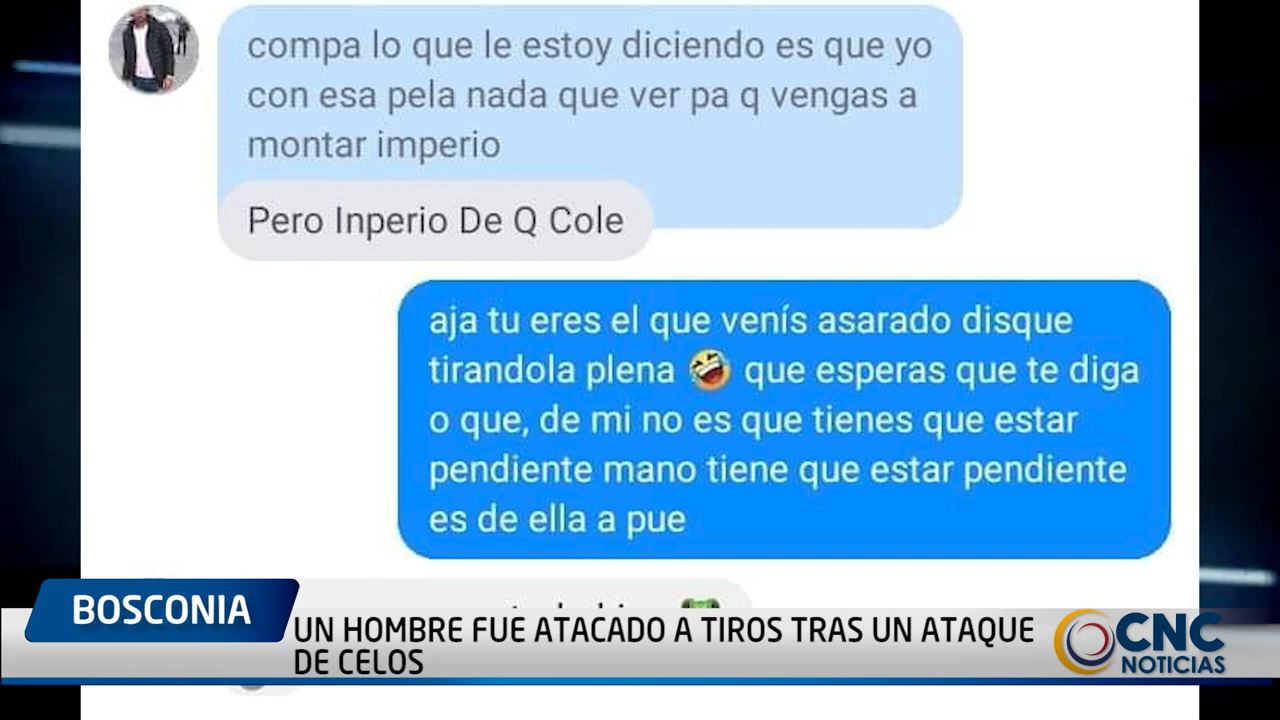 compa lo que le estoy diciendo es que yo
con esa pela nada que ver pa q vengas a
montar imperio
Pero Inperio De Q Cole
aja tu eres el que venís asarado disque
tirandola plena 🤣 que esperas que te diga
o que, de mi no es que tienes que estar
pendiente mano tiene que estar pendiente
es de ella a pue
BOSCONIA
UN HOMBRE FUE ATACADO A TIROS TRAS UN ATAQUE
DE CELOS
CNC
NOTICIAS